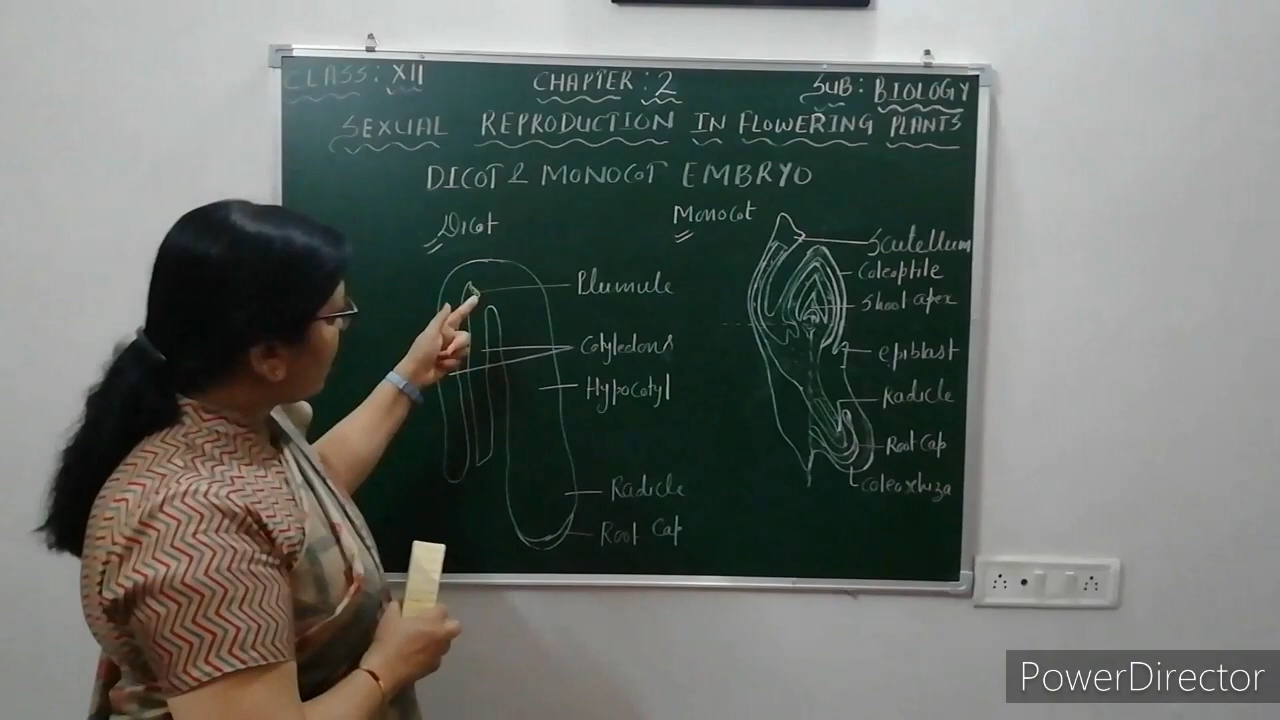 CLASS: XII CHAPTER: 2 SUB: BIOLOGY
SEXUAL REPRODUCTION IN FLOWERING PLANTS
DICOT & MONOCOT EMBRYO
Dicot
Plumule
Cotyledons
Hypocotyl
Radicle
Root Cap
Monocot
Scutellum
Coleoptile
Shoot apex
epiblast
Radicle
Root Cap
Coleorhiza
PowerDirector